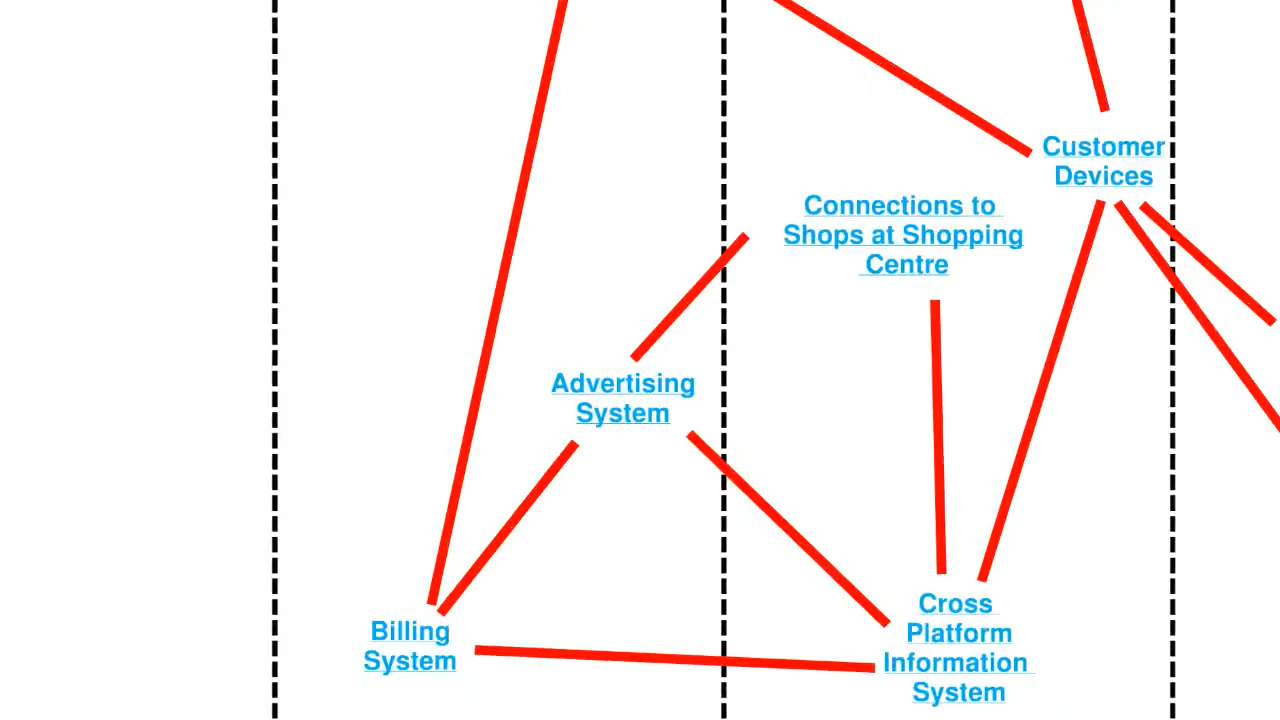 Customer
Devices
Connections to
Shops at Shopping
Centre
Advertising
System
Cross
Platform
Information
System
Billing
System